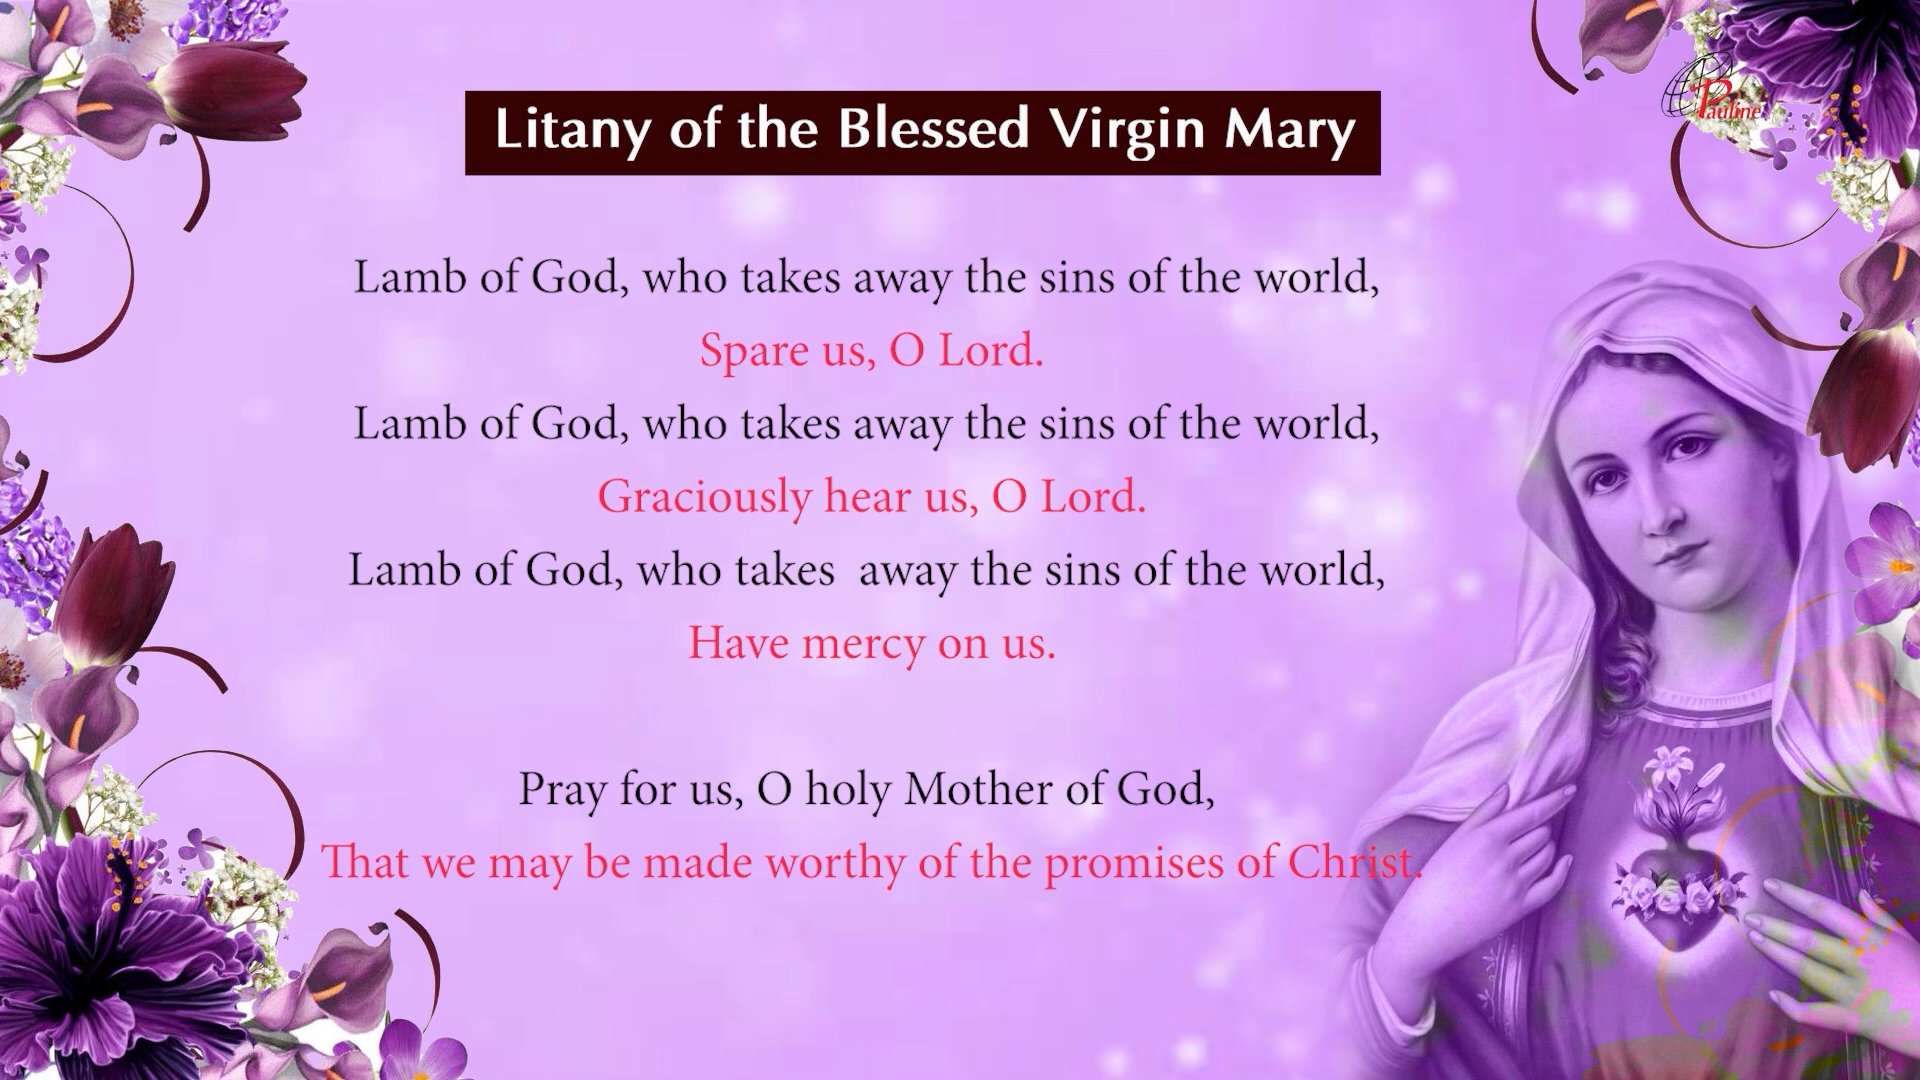 Litany of the Blessed Virgin Mary
Pauline
Lamb of God, who takes away the sins of the world,
Spare us, O Lord.
Lamb of God, who takes away the sins of the world,
Graciously hear us, O Lord.
Lamb of God, who takes  away the sins of the world,
Have mercy on us.
Pray for us, O holy Mother of God,
That we may be made worthy of the promises of Christ.